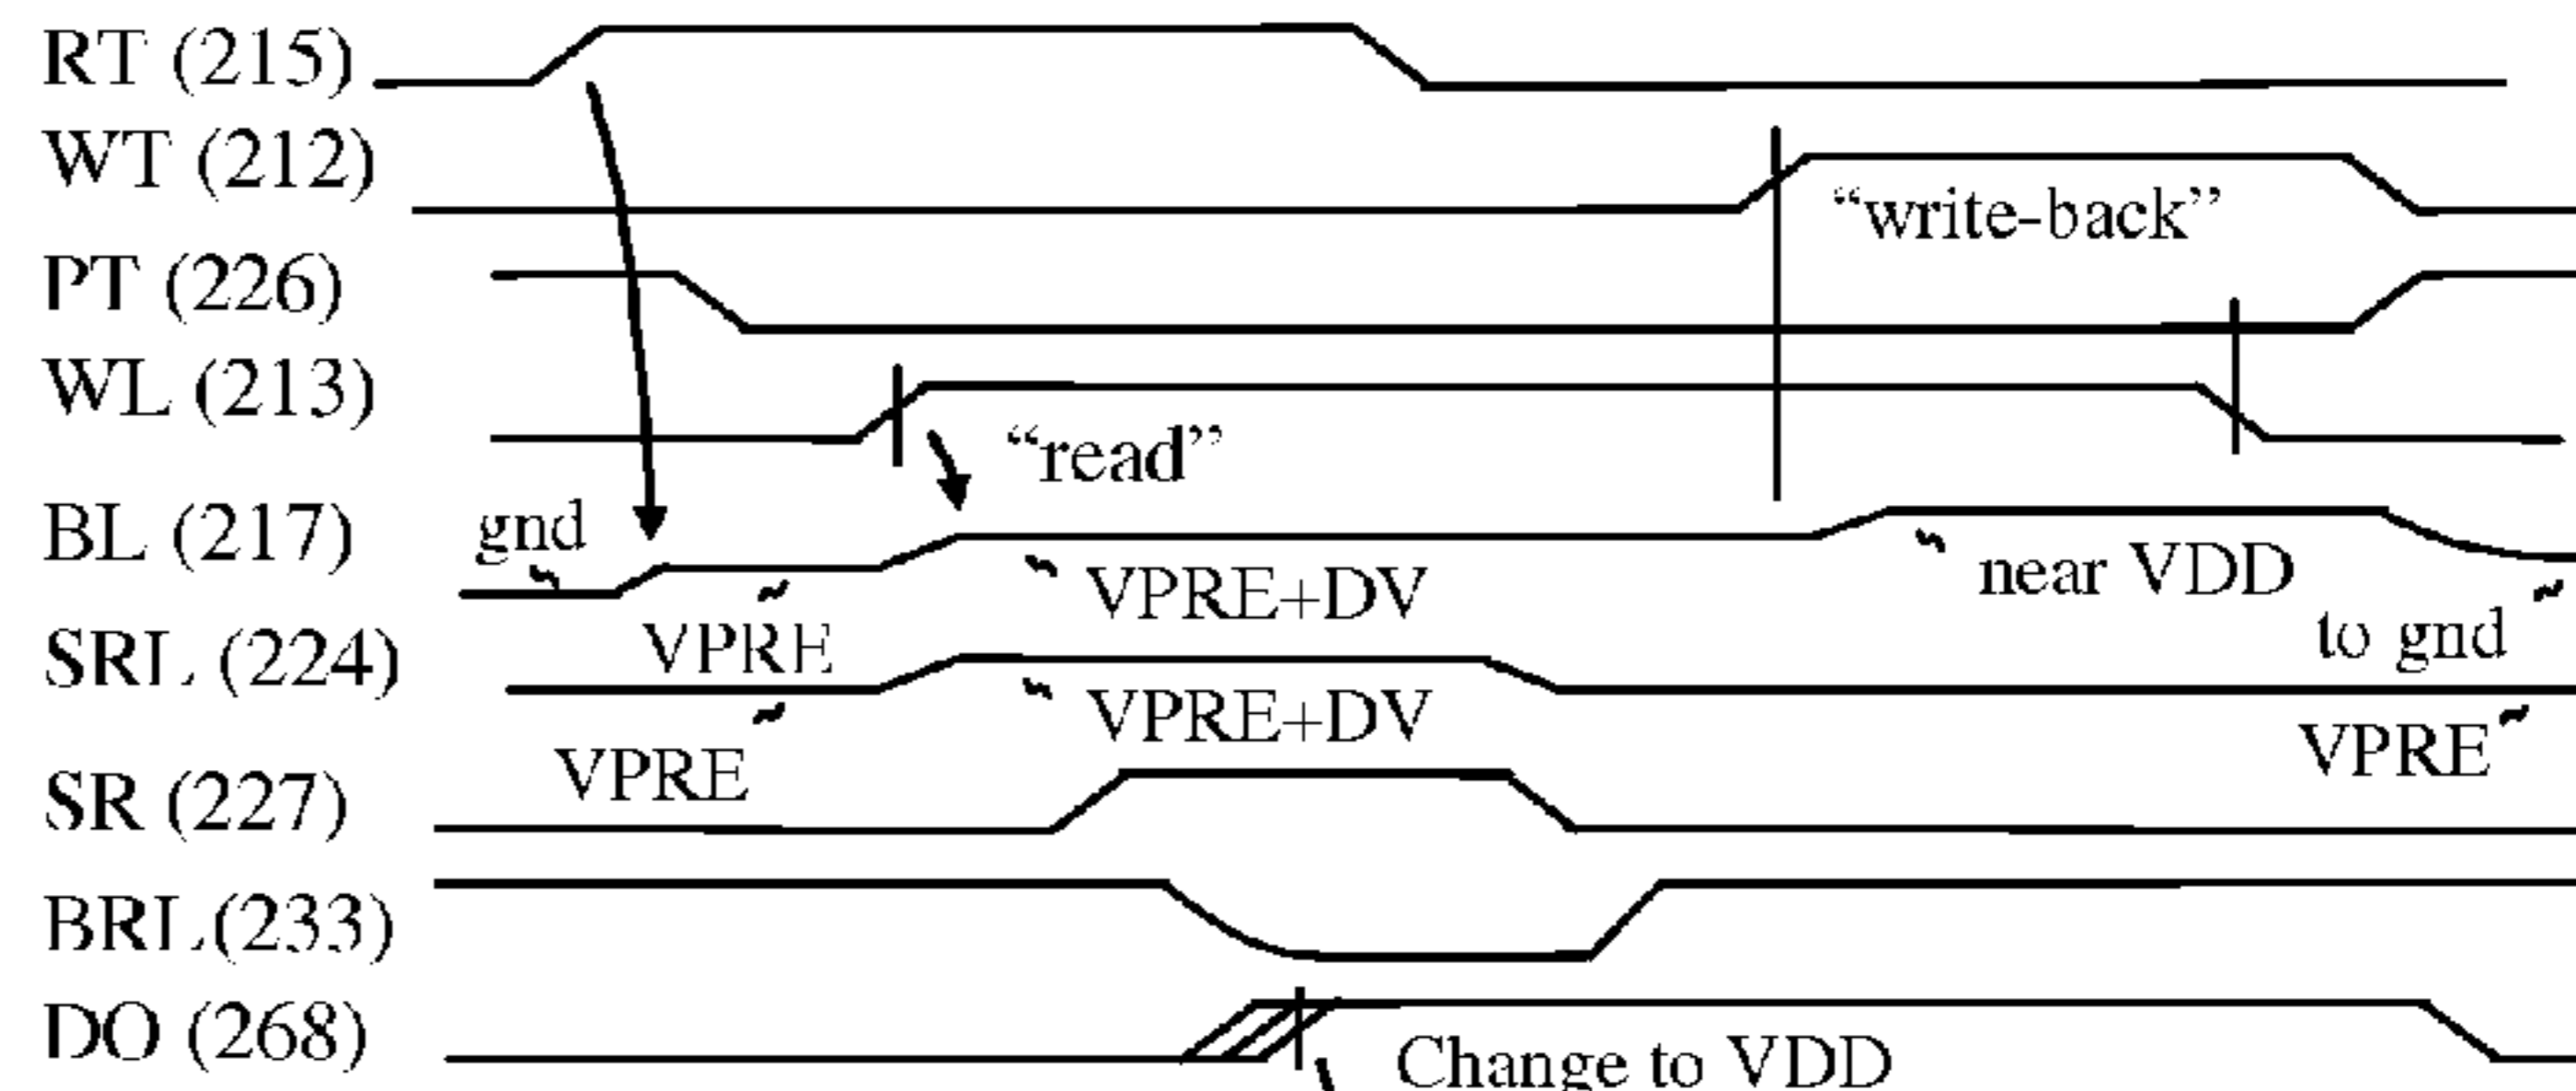 RT (215)
WT (212)
"write-back"
PT (226)
WL (213)
"read"
BL (217)
gnd
VPRE
VPRE+DV
near VDD
to gnd
SRL (224)
VPRE
VPRE+DV
VPRE
SR (227)
BRL(233)
DO (268)
Change to VDD